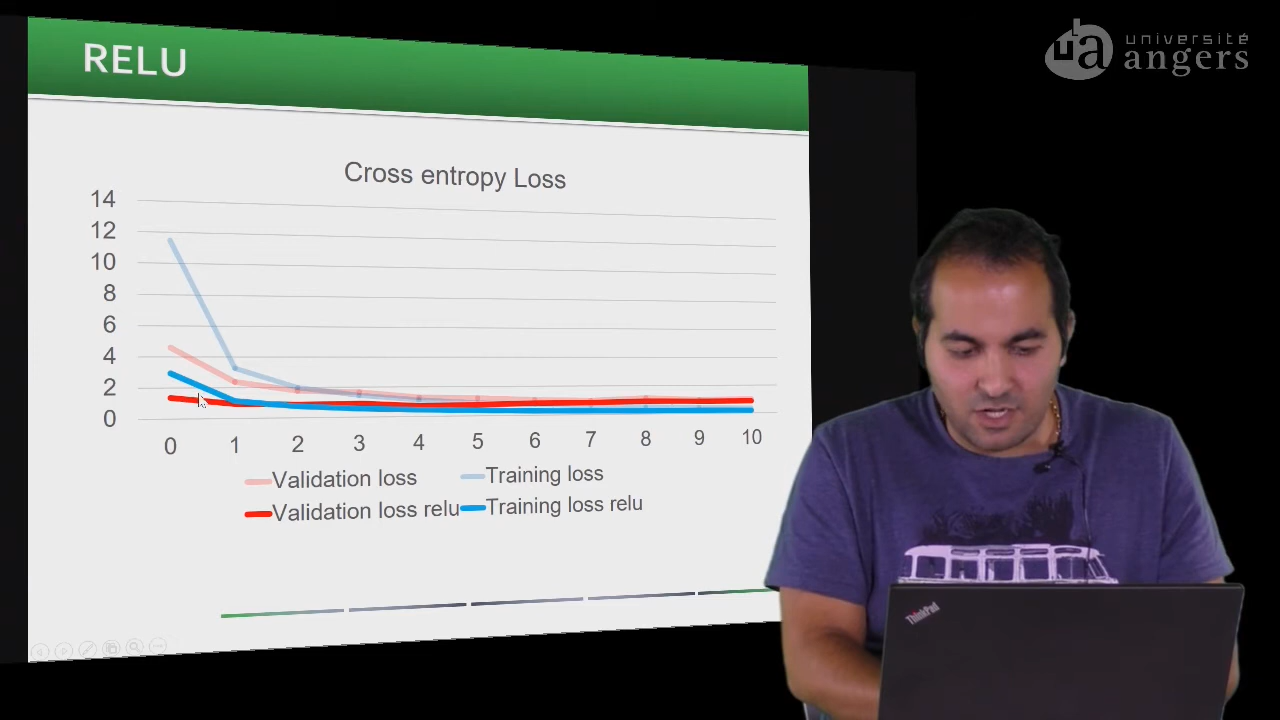 RELU
université
angers
Cross entropy Loss
14
12
10
8
6
4
2
0
0 1 2 3 4 5 6 7 8 9 10
Validation loss Training loss
Validation loss relu Training loss relu
ThinkPad